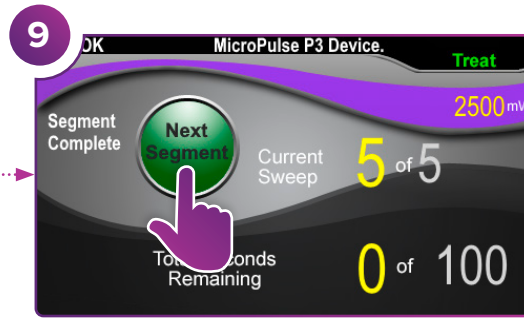 9
OK MicroPulse P3 Device.
Treat
2500 mW
Segment
Complete
Next
Segment
Current
Sweep
5 of 5
Remaining
0 of 100